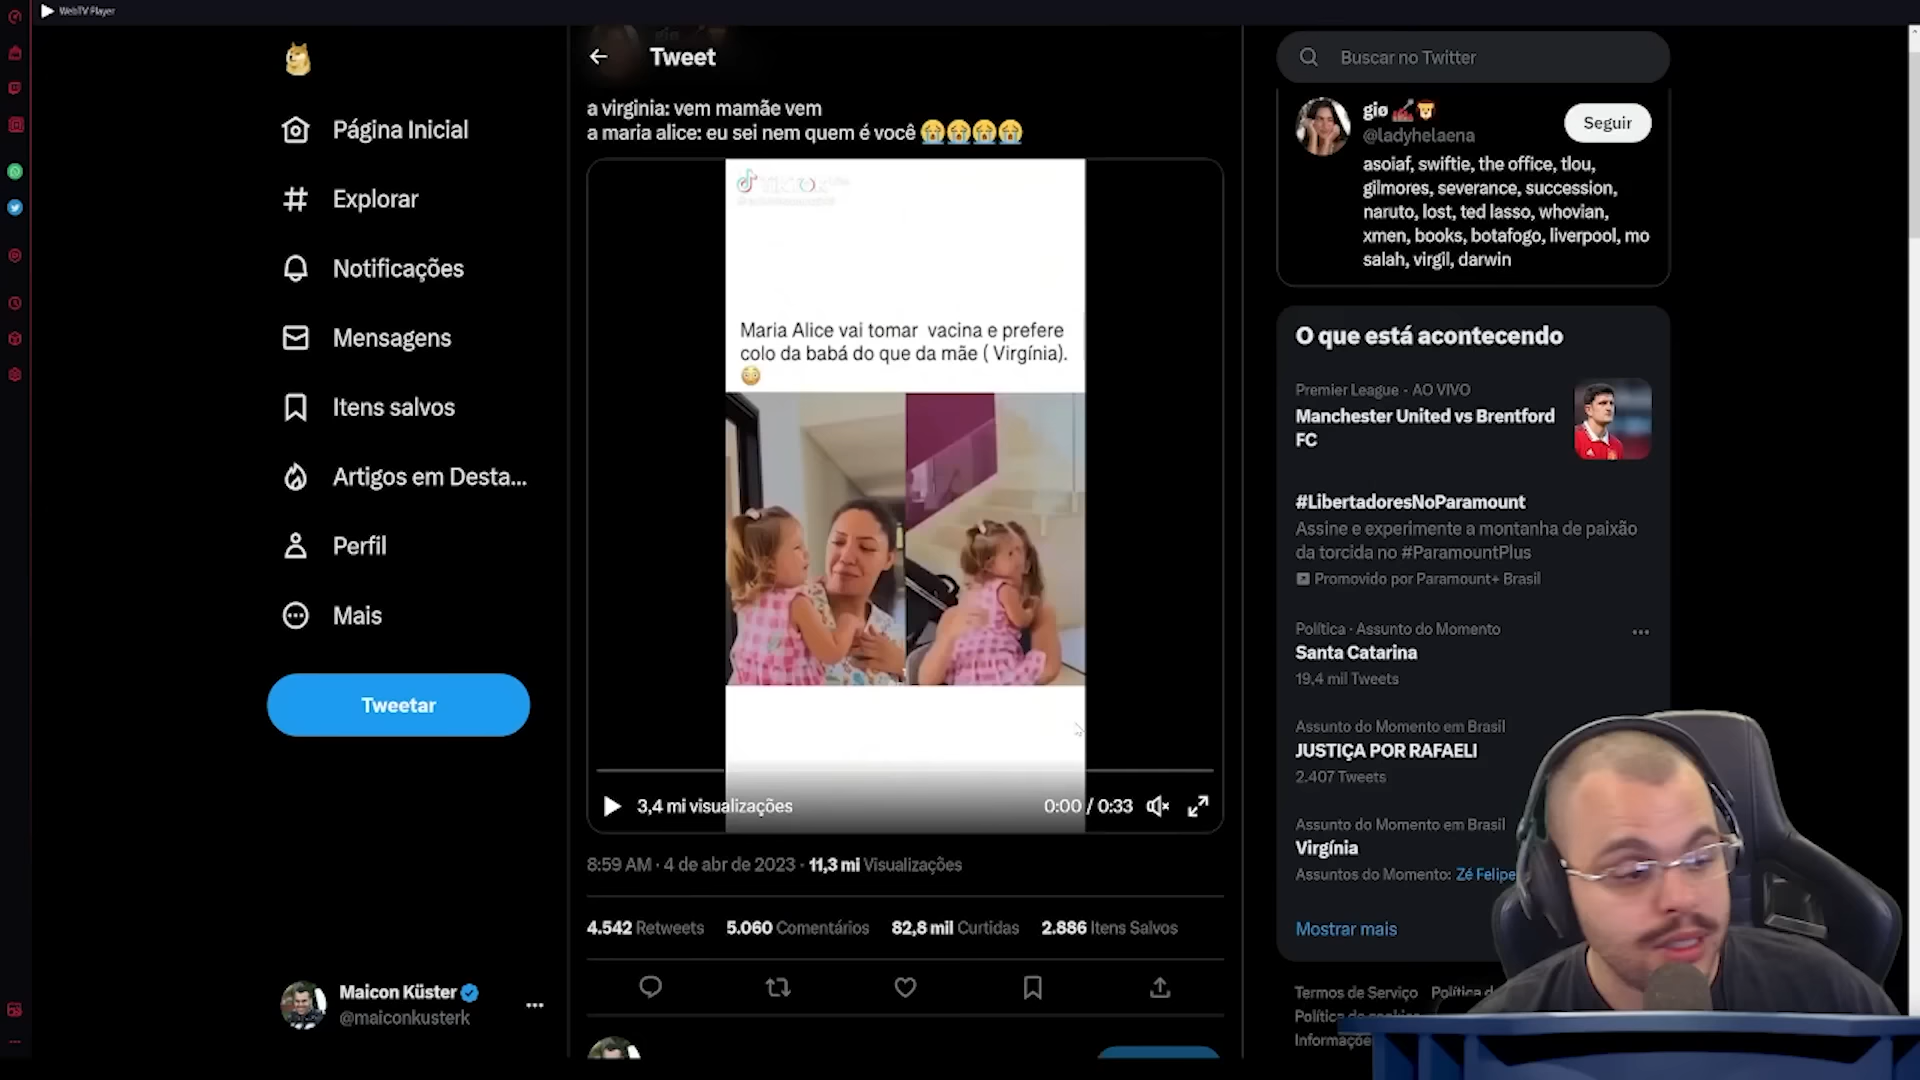 WebTV Player
Página Inicial
Explorar
Notificações
Mensagens
Itens salvos
Artigos em Desta...
Perfil
Mais
Tweetar
Maicon Küster
@maiconkusterk
Tweet
a virginia: vem mamãe vem
a maria alice: eu sei nem quem é você 😭😭😭😭
TikTok
Maria Alice vai tomar vacina e prefere
colo da babá do que da mãe ( Virgínia).
😳
3,4 mi visualizações
0:00 / 0:33
8:59 AM · 4 de abr de 2023 · 11,3 mi Visualizações
4.542 Retweets 5.060 Comentários 82,8 mil Curtidas 2.886 Itens Salvos
Buscar no Twitter
giø
@ladyhelaena
Seguir
asoiaf, swiftie, the office, tlou,
gilmores, severance, succession,
naruto, lost, ted lasso, whovian,
xmen, books, botafogo, liverpool, mo
salah, virgil, darwin
O que está acontecendo
Premier League · AO VIVO
Manchester United vs Brentford
FC
#LibertadoresNoParamount
Assine e experimente a montanha de paixão
da torcida no #ParamountPlus
Promovido por Paramount+ Brasil
Política · Assunto do Momento
Santa Catarina
19,4 mil Tweets
Assunto do Momento em Brasil
JUSTIÇA POR RAFAELI
2.407 Tweets
Assunto do Momento em Brasil
Virgínia
Assuntos do Momento: Zé Felipe
Mostrar mais
Termos de Serviço Política d
Política de cookies
Informaçõe